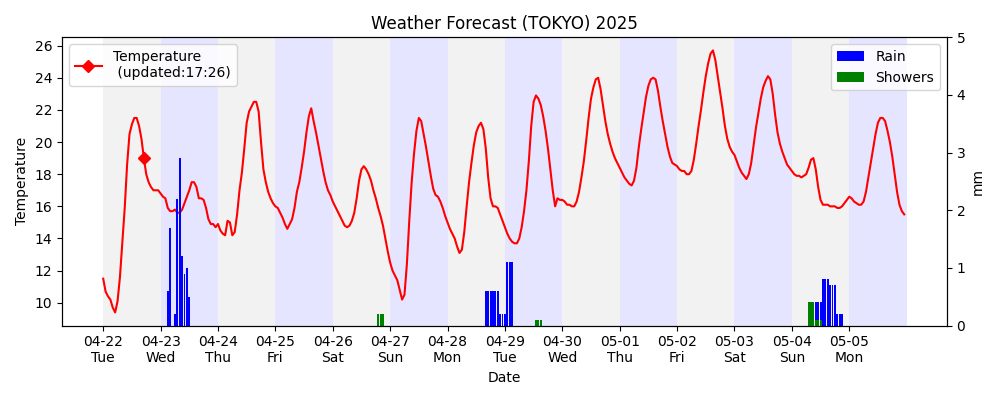 Weather Forecast (TOKYO) 2025
Temperature
(updated:17:26)
Rain
Showers
Temperature
26
24
22
20
18
16
14
12
10
5
4
3
2
1
0
mm
04-22 04-23 04-24 04-25 04-26 04-27 04-28 04-29 04-30 05-01 05-02 05-03 05-04 05-05
Tue Wed Thu Fri Sat Sun Mon Tue Wed Thu Fri Sat Sun Mon
Date